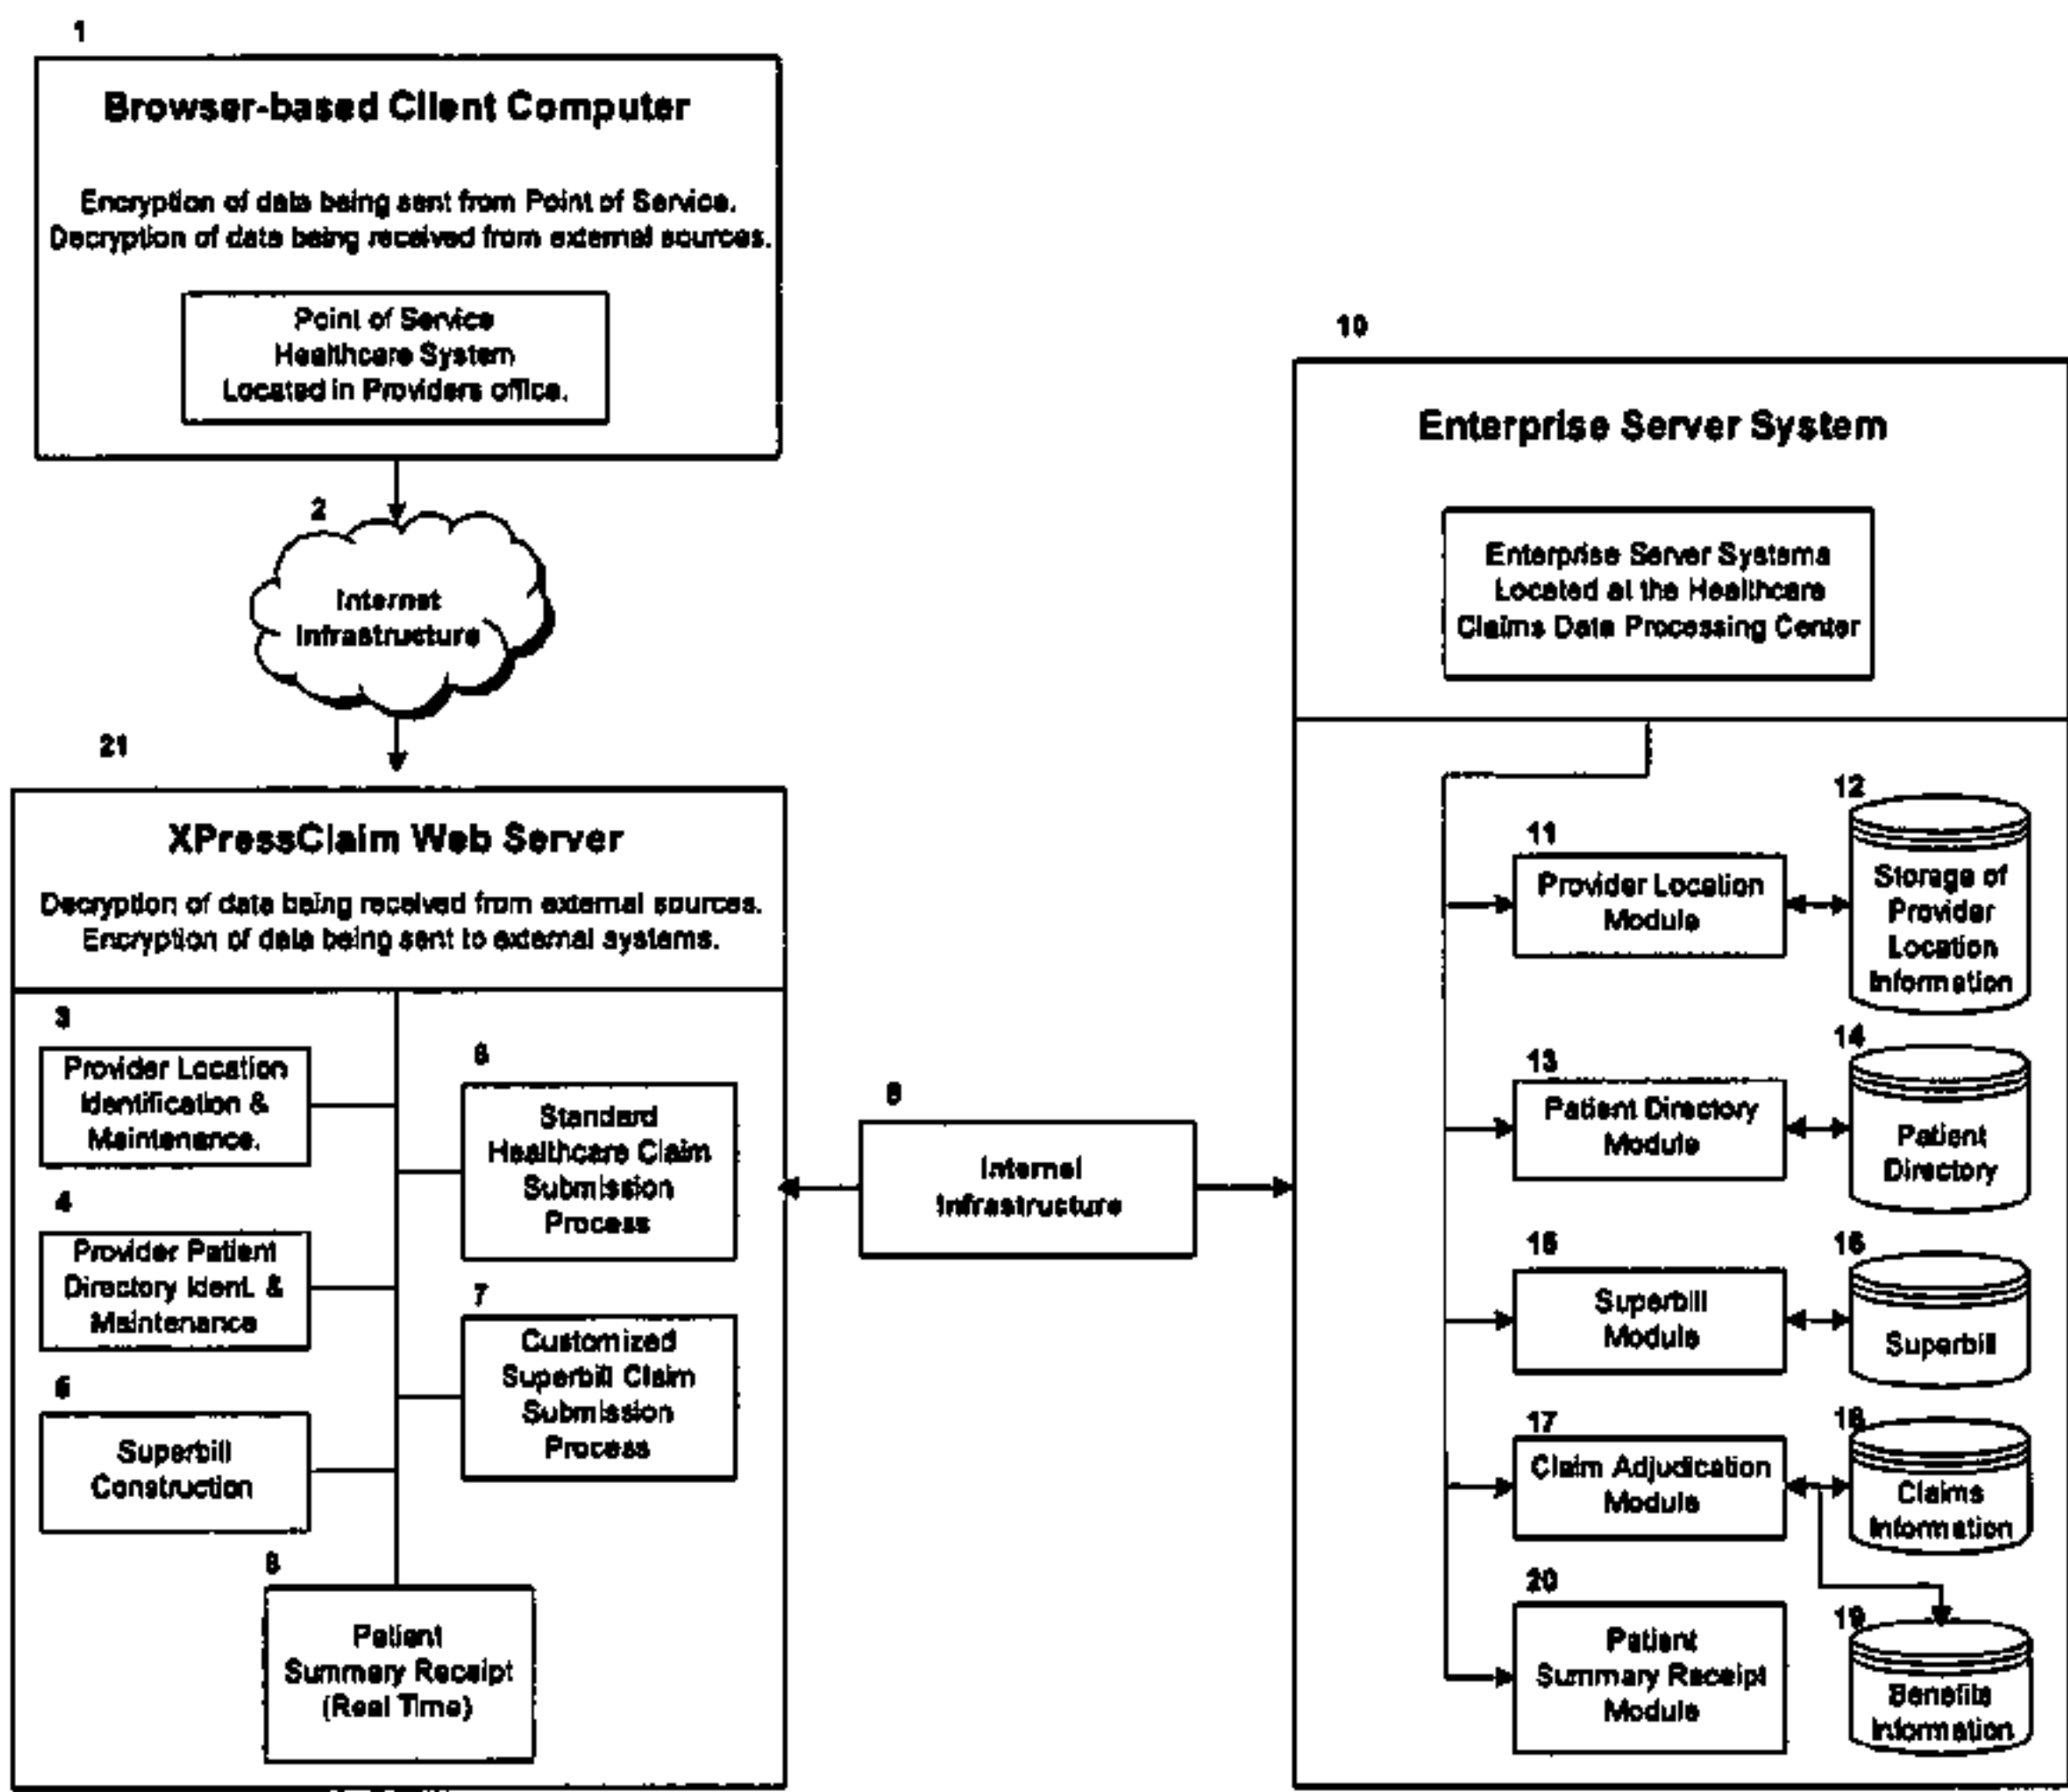 1
Browser-based Client Computer
Encryption of data being sent from Point of Service.
Decryption of data being received from external sources.
Point of Service
Healthcare System
Located in Providers office.
2
Internet
Infrastructure
21
XPressClaim Web Server
Decryption of data being received from external sources.
Encryption of data being sent to external systems.
3
Provider Location
Identification &
Maintenance.
4
Provider Patient
Directory Ident. &
Maintenance
5
Superbill
Construction
6
Standard
Healthcare Claim
Submission
Process
7
Customized
Superbill Claim
Submission
Process
8
Patient
Summary Receipt
(Real Time)
9
Internal
Infrastructure
10
Enterprise Server System
Enterprise Server Systems
Located at the Healthcare
Claims Data Processing Center
11
Provider Location
Module
12
Storage of
Provider
Location
Information
13
Patient Directory
Module
14
Patient
Directory
15
Superbill
Module
16
Superbill
17
Claim Adjudication
Module
18
Claims
Information
20
Patient
Summary Receipt
Module
19
Benefits
Information